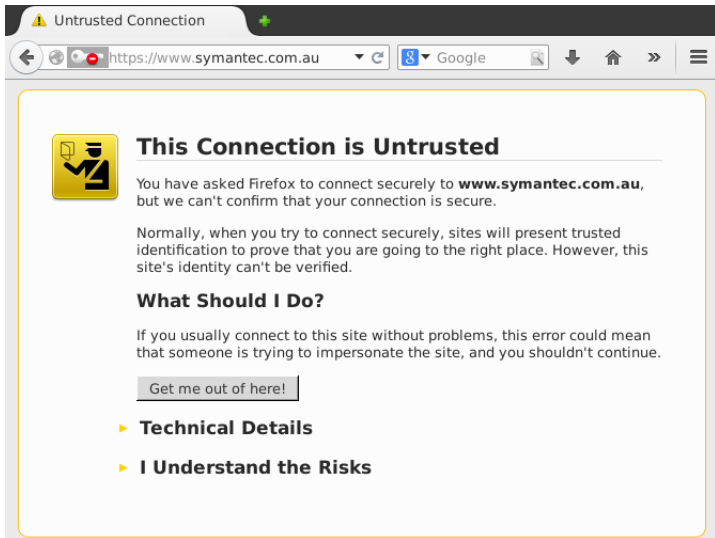 Untrusted Connection
https://www.symantec.com.au
8 Google
This Connection is Untrusted
You have asked Firefox to connect securely to www.symantec.com.au,
but we can't confirm that your connection is secure.
Normally, when you try to connect securely, sites will present trusted
identification to prove that you are going to the right place. However, this
site's identity can't be verified.
What Should I Do?
If you usually connect to this site without problems, this error could mean
that someone is trying to impersonate the site, and you shouldn't continue.
Get me out of here!
Technical Details
I Understand the Risks